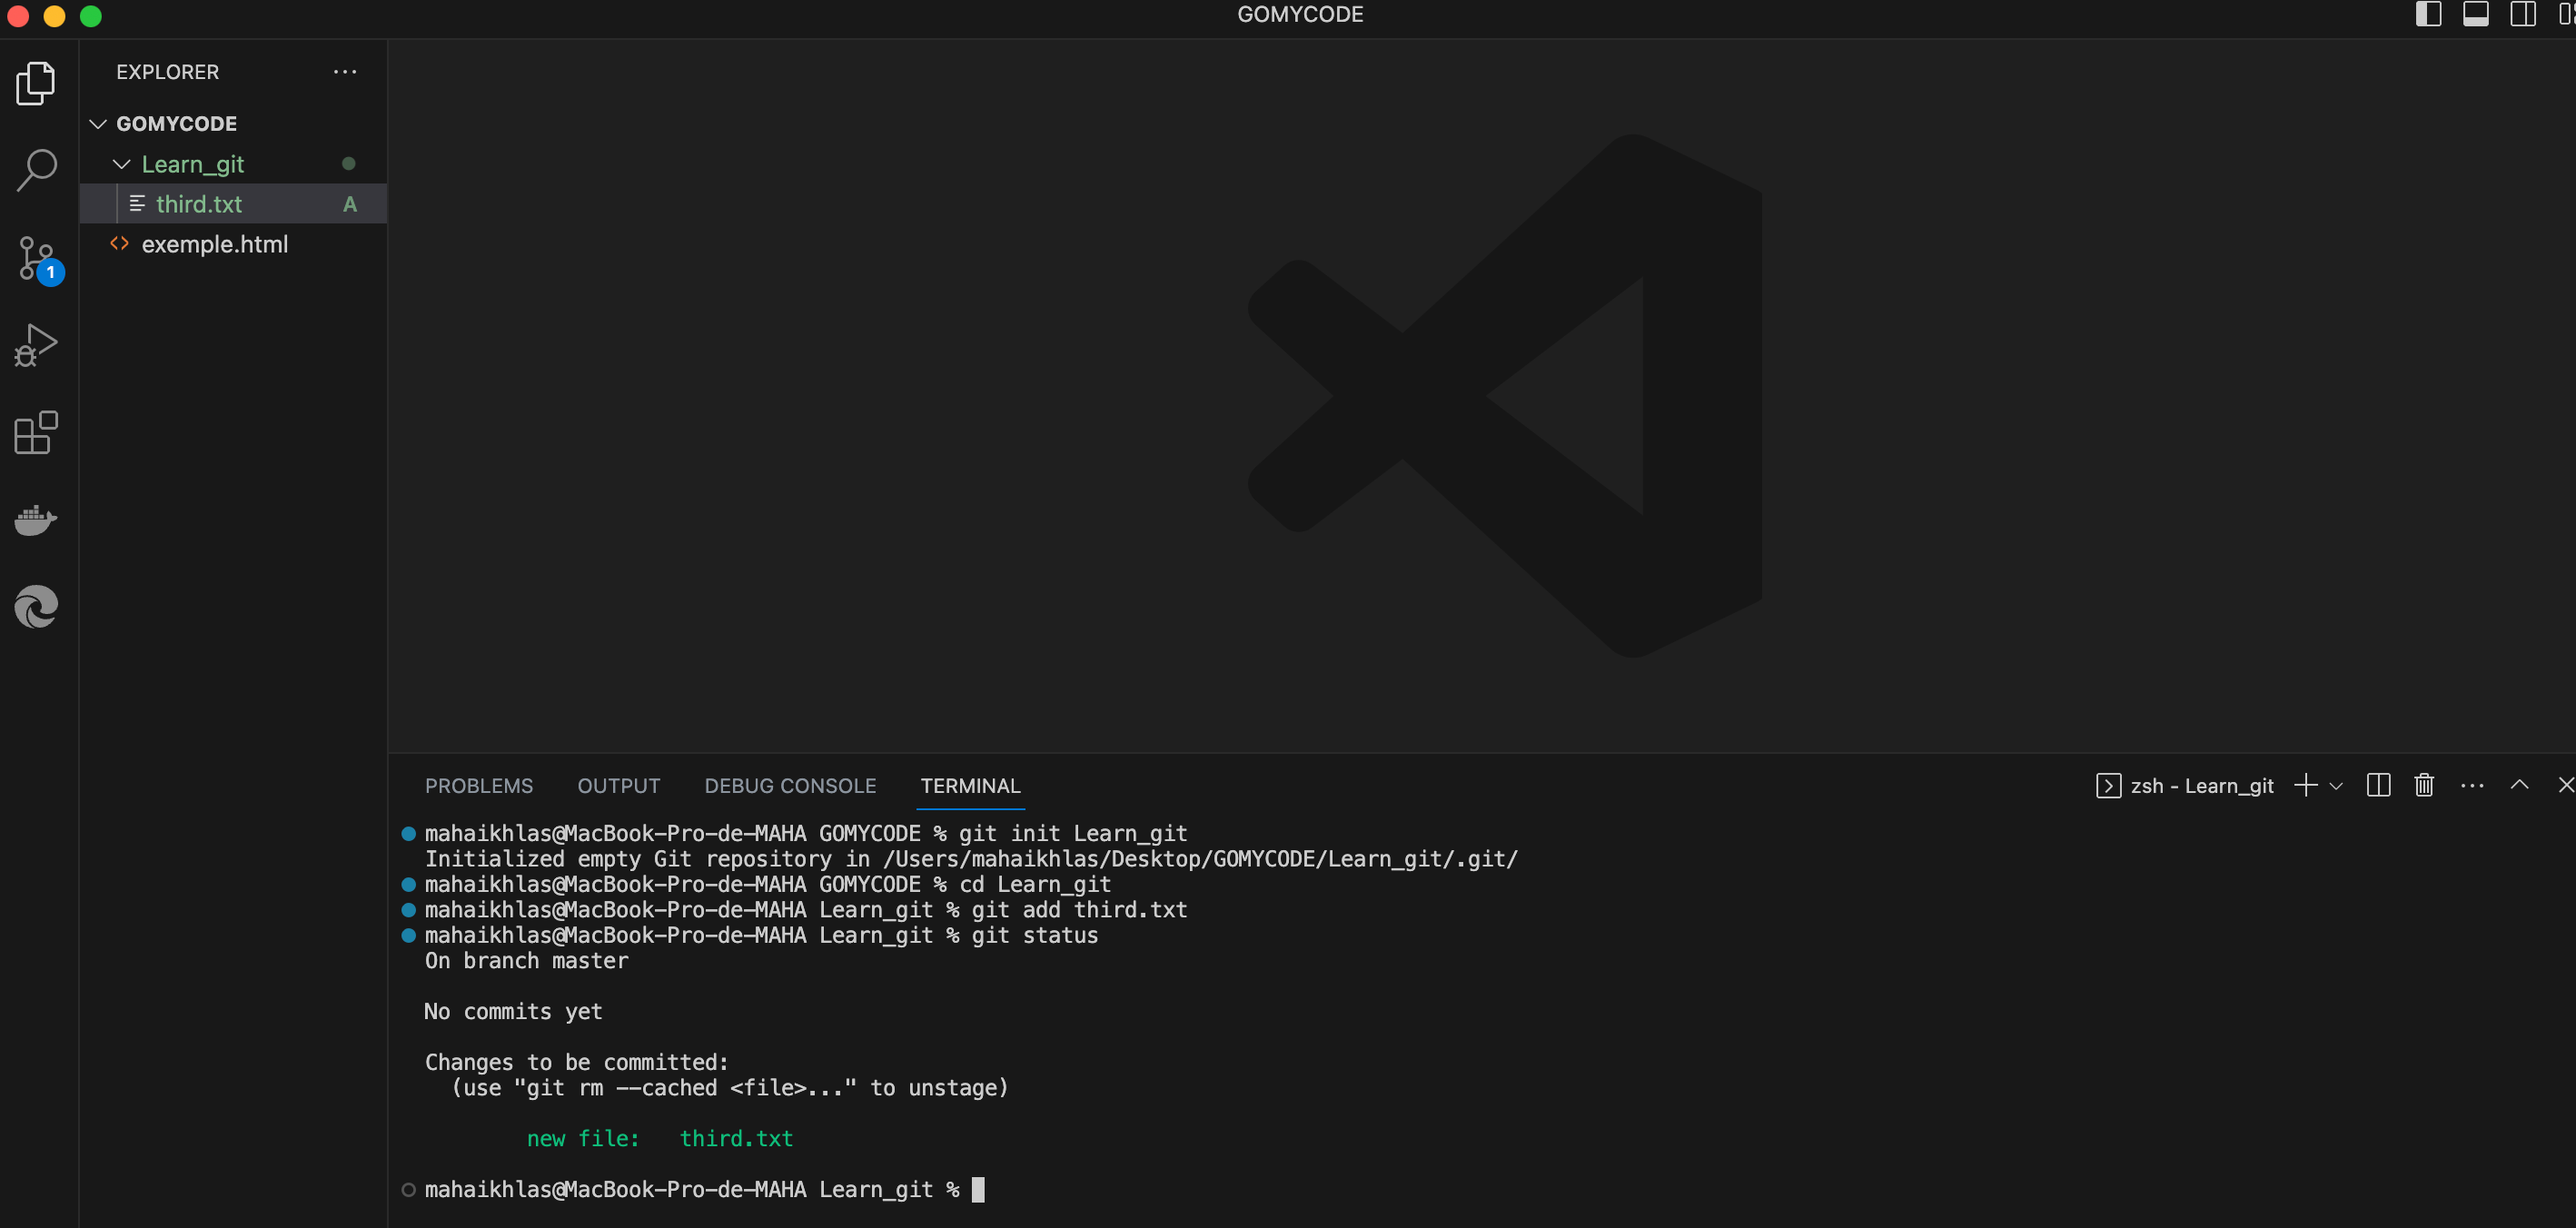 GOMYCODE
EXPLORER
GOMYCODE
Learn_git
third.txt A
exemple.html
1
PROBLEMS OUTPUT DEBUG CONSOLE TERMINAL zsh - Learn_git
mahaikhlas@MacBook-Pro-de-MAHA GOMYCODE % git init Learn_git
Initialized empty Git repository in /Users/mahaikhlas/Desktop/GOMYCODE/Learn_git/.git/
mahaikhlas@MacBook-Pro-de-MAHA GOMYCODE % cd Learn_git
mahaikhlas@MacBook-Pro-de-MAHA Learn_git % git add third.txt
mahaikhlas@MacBook-Pro-de-MAHA Learn_git % git status
On branch master
No commits yet
Changes to be committed:
(use "git rm --cached <file>..." to unstage)
new file: third.txt
mahaikhlas@MacBook-Pro-de-MAHA Learn_git %